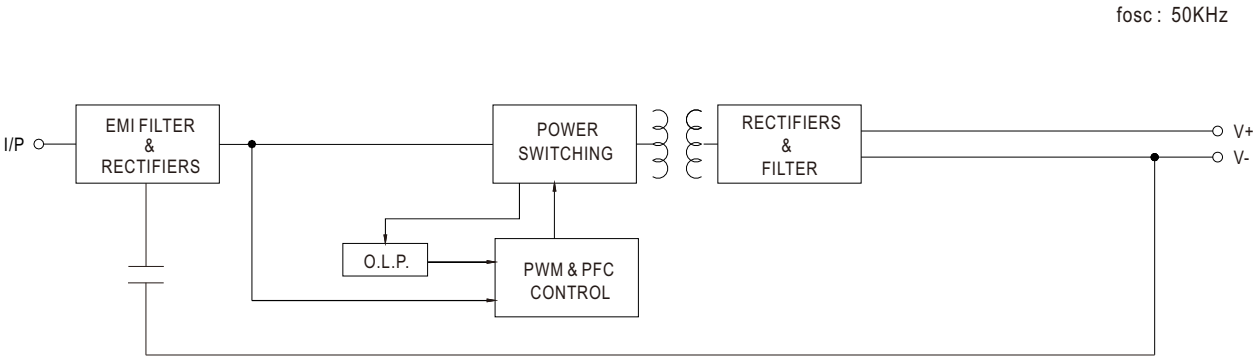 fosc : 50KHz
I/P
EMI FILTER
&
RECTIFIERS
POWER
SWITCHING
RECTIFIERS
&
FILTER
V+
V-
O.L.P.
PWM & PFC
CONTROL